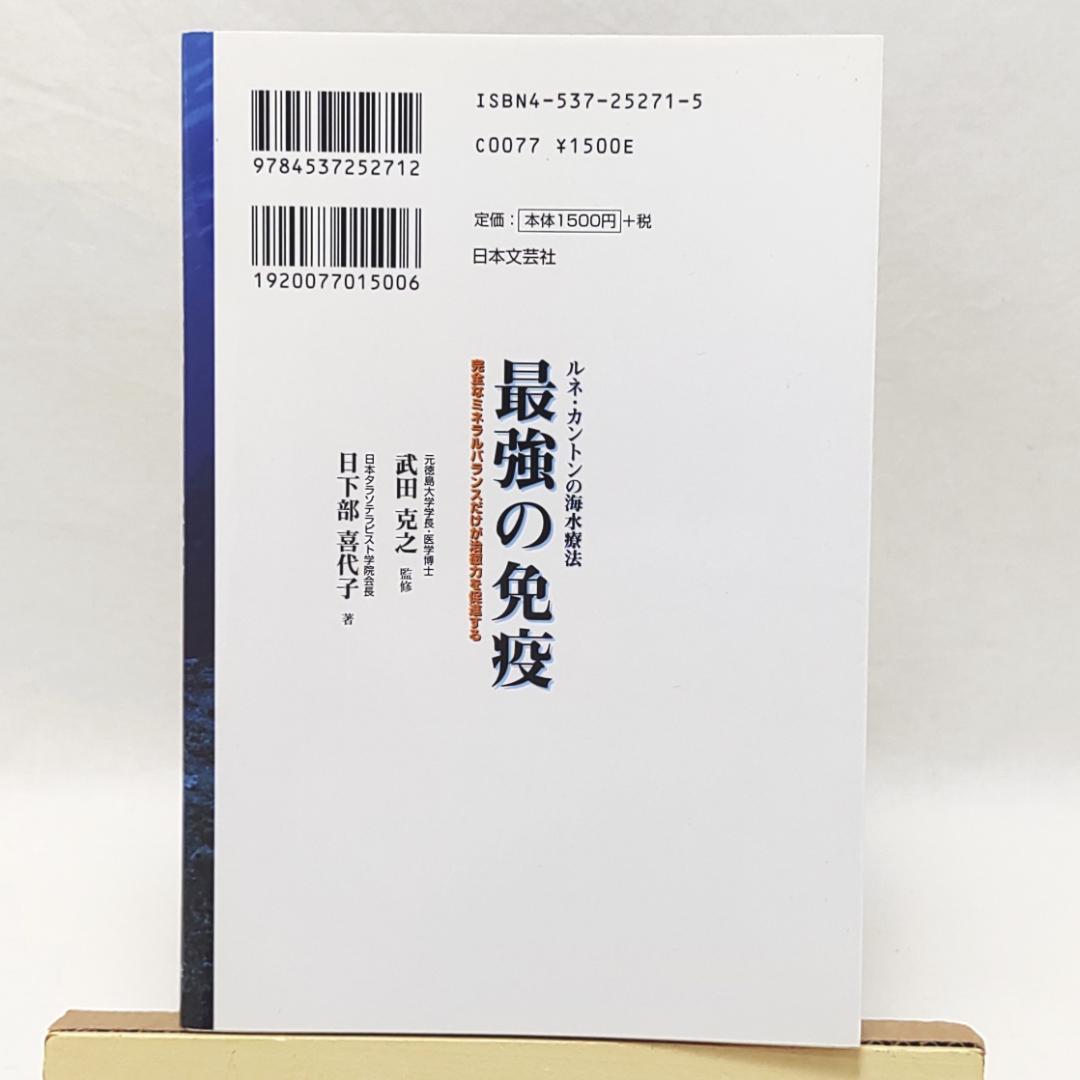 ISBN4-537-25271-5
C0077 ¥1500E
9784537252712
定価：本体1500円+税
日本文芸社
1920077015006
ルネ・カントンの海水療法
最強の免疫
完全なミネラルバランスだけが治癒力を促進する
元徳島大学学長・医学博士
武田 克之 監修
日本タラソテラピスト学院会長
日下部 喜代子 著